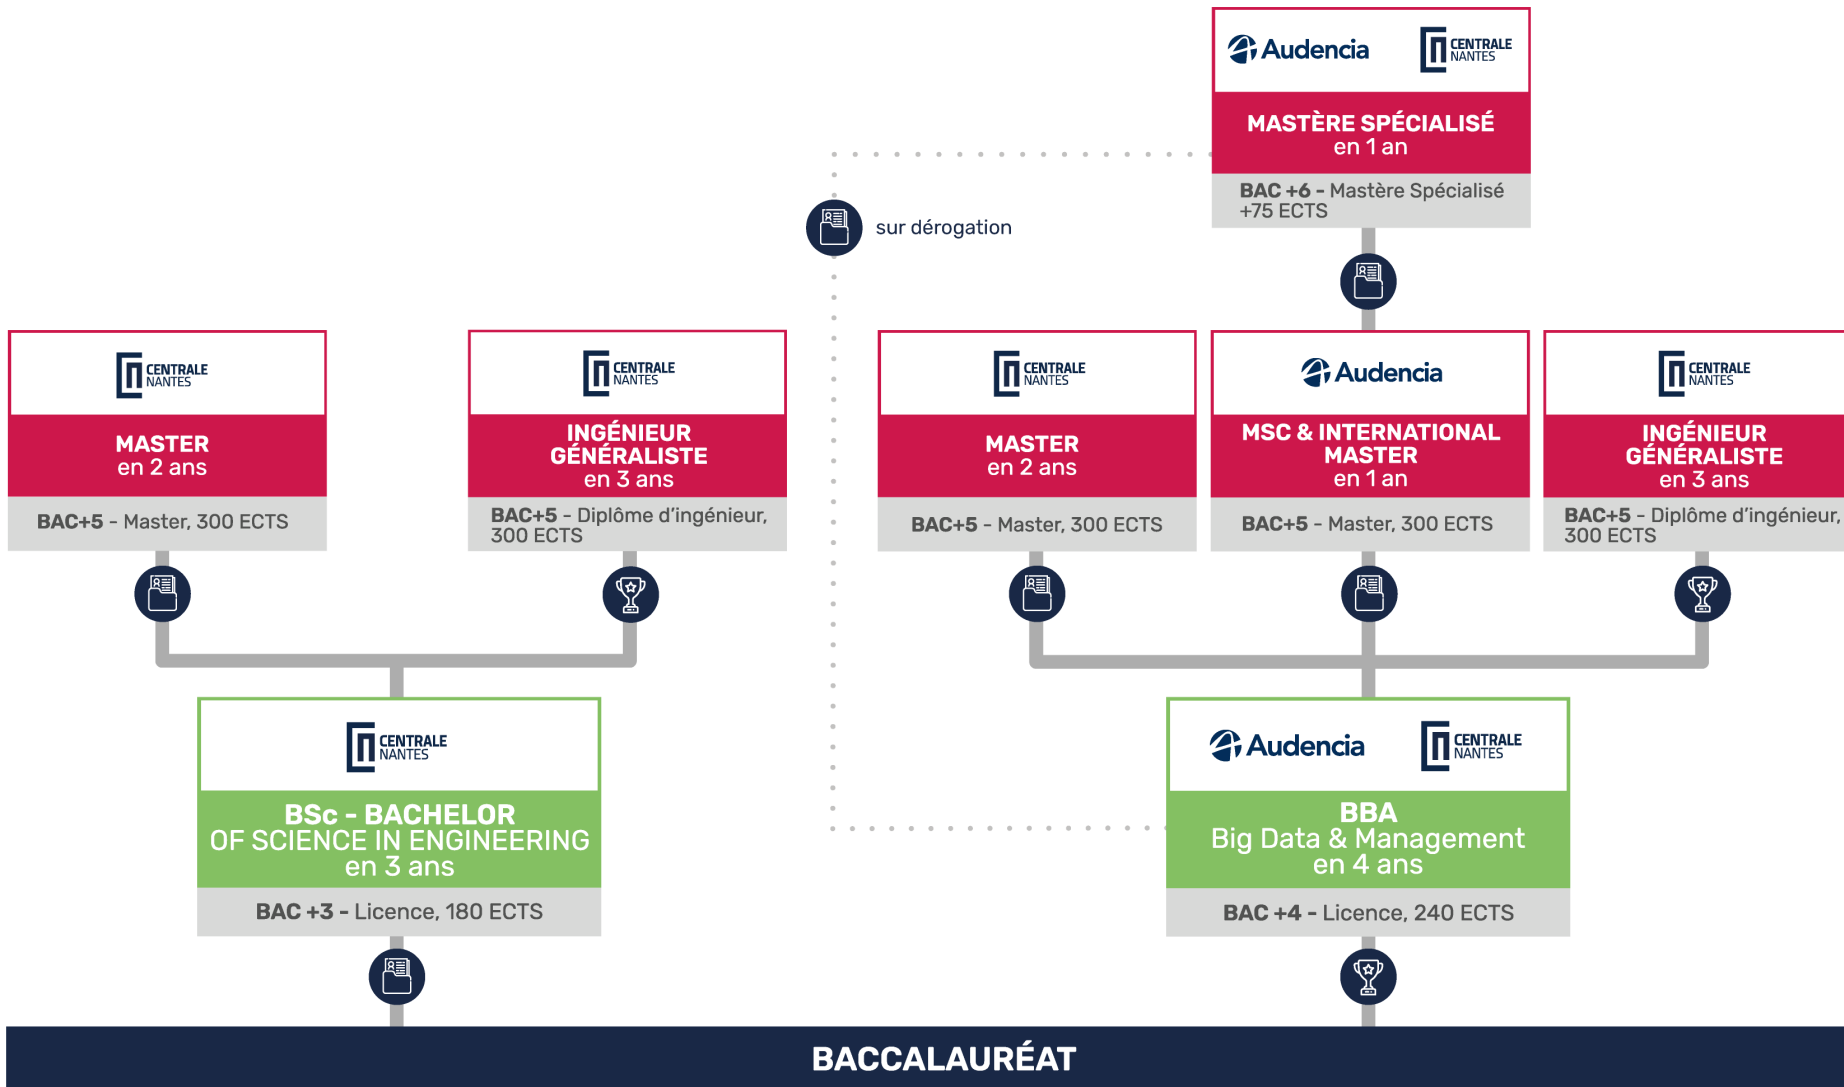 Audencia
CENTRALE
NANTES
MASTÈRE SPÉCIALISÉ
en 1 an
BAC +6 - Mastère Spécialisé
+75 ECTS
sur dérogation
CENTRALE
NANTES
MASTER
en 2 ans
BAC+5 - Master, 300 ECTS
CENTRALE
NANTES
INGÉNIEUR
GÉNÉRALISTE
en 3 ans
BAC+5 - Diplôme d'ingénieur,
300 ECTS
CENTRALE
NANTES
MASTER
en 2 ans
BAC+5 - Master, 300 ECTS
Audencia
MSC & INTERNATIONAL
MASTER
en 1 an
BAC+5 - Master, 300 ECTS
CENTRALE
NANTES
INGÉNIEUR
GÉNÉRALISTE
en 3 ans
BAC+5 - Diplôme d'ingénieur,
300 ECTS
CENTRALE
NANTES
BSc - BACHELOR
OF SCIENCE IN ENGINEERING
en 3 ans
BAC +3 - Licence, 180 ECTS
Audencia
CENTRALE
NANTES
BBA
Big Data & Management
en 4 ans
BAC +4 - Licence, 240 ECTS
BACCALAURÉAT